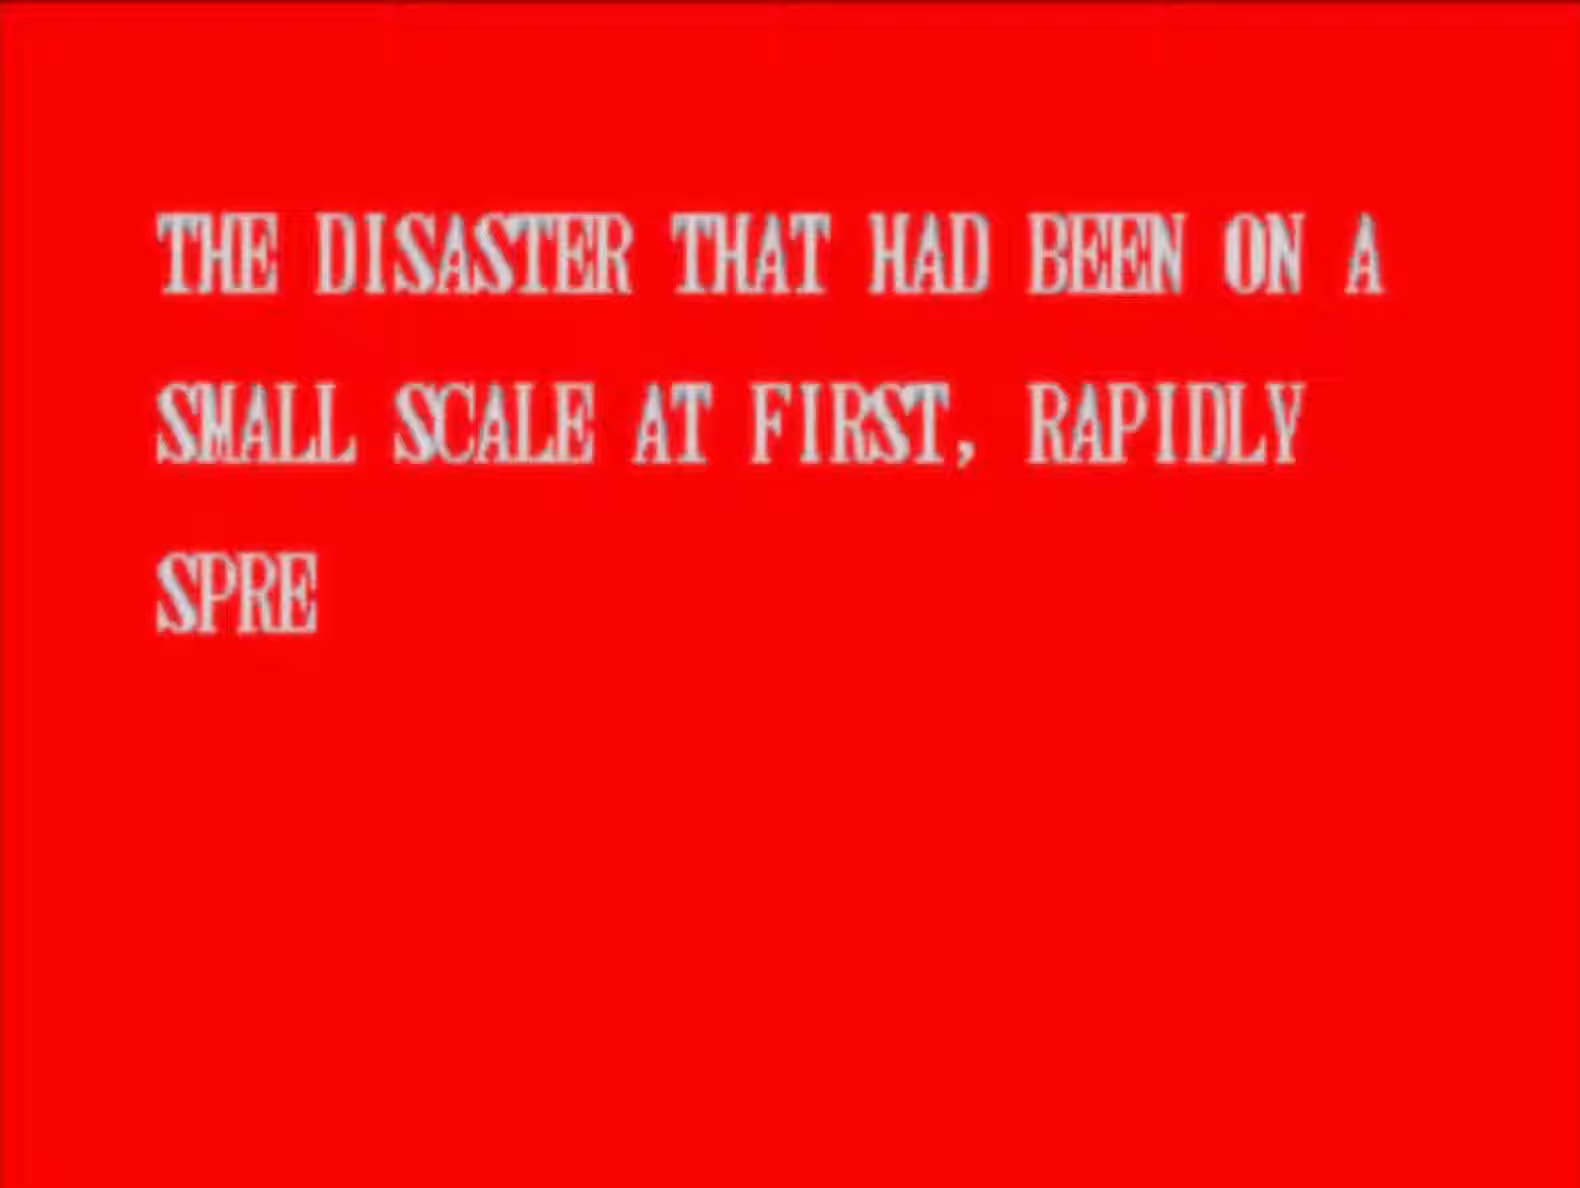 THE DISASTER THAT HAD BEEN ON A
SMALL SCALE AT FIRST, RAPIDLY
SPRE